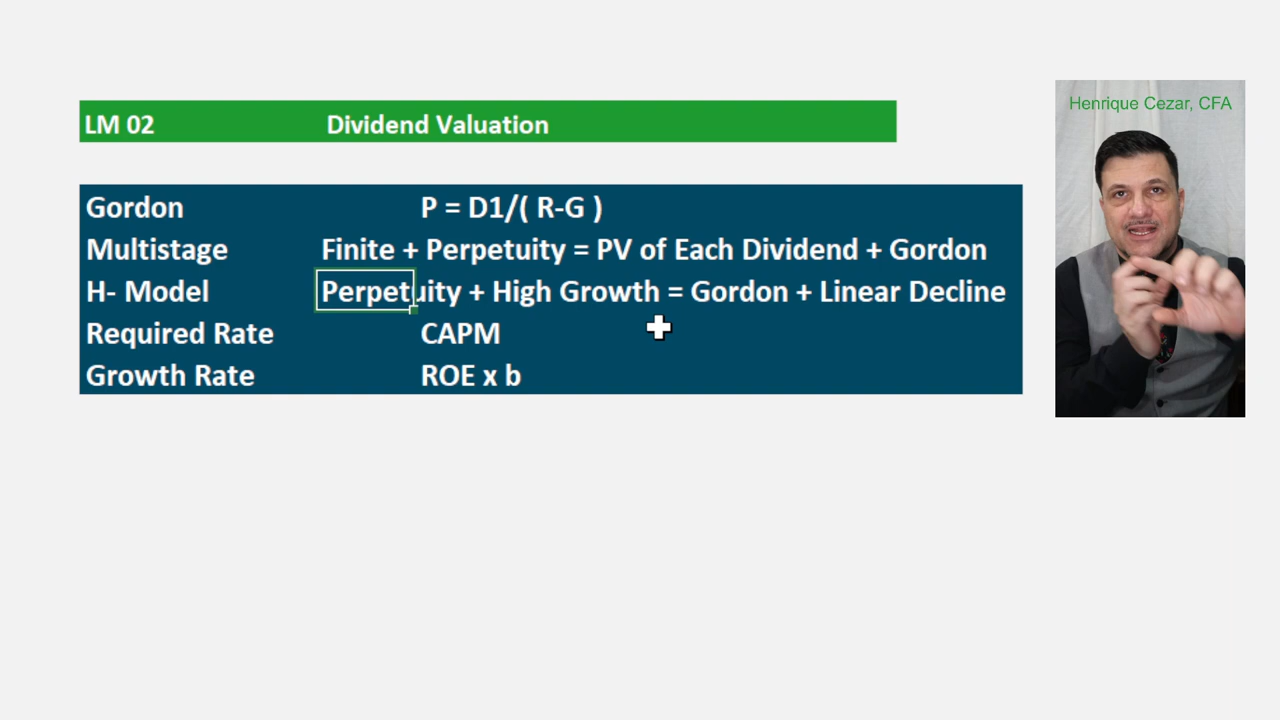 LM 02 Dividend Valuation
Henrique Cezar, CFA
Gordon P = D1/( R-G )
Multistage Finite + Perpetuity = PV of Each Dividend + Gordon
H- Model Perpetuity + High Growth = Gordon + Linear Decline
Required Rate CAPM
Growth Rate ROE x b